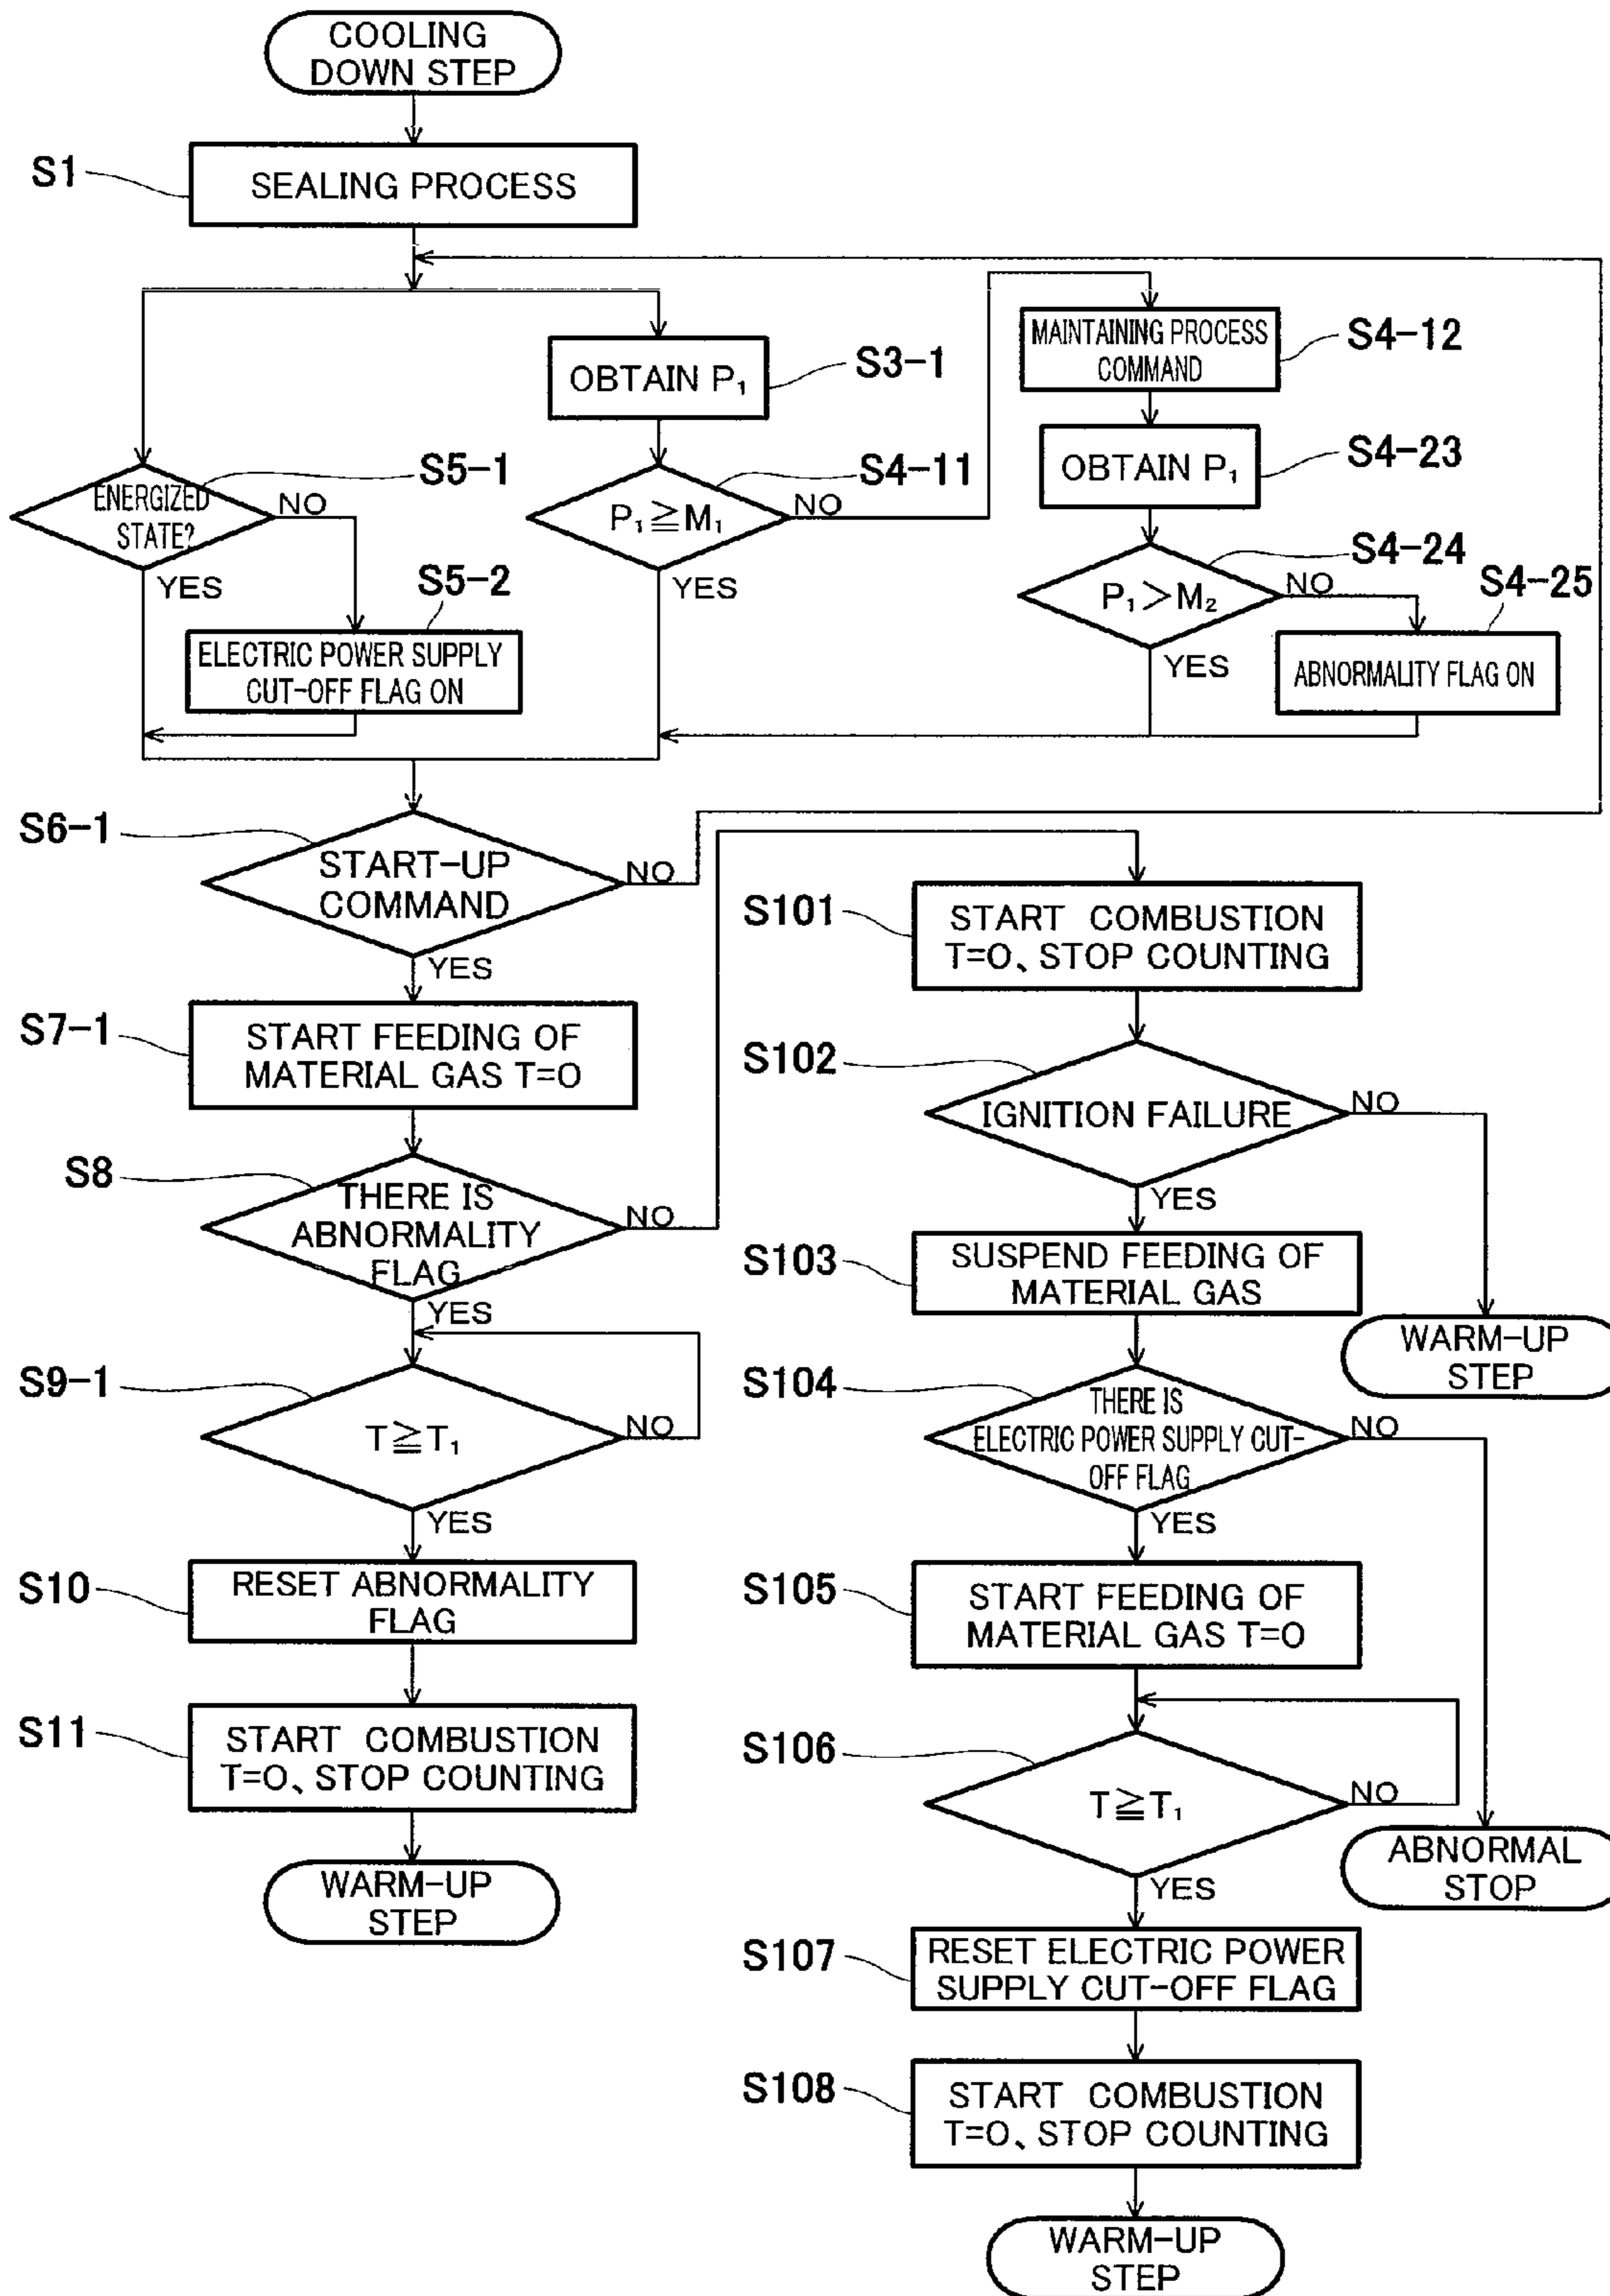 COOLING
DOWN STEP
S1
SEALING PROCESS
S5-1
ENERGIZED
STATE?
NO
YES
S5-2
ELECTRIC POWER SUPPLY
CUT-OFF FLAG ON
OBTAIN P₁
S3-1
S4-11
P₁≧M₁
NO
YES
MAINTAINING PROCESS
COMMAND
S4-12
OBTAIN P₁
S4-23
S4-24
P₁>M₂
NO
YES
S4-25
ABNORMALITY FLAG ON
S6-1
START-UP
COMMAND
NO
YES
S7-1
START FEEDING OF
MATERIAL GAS T=0
S8
THERE IS
ABNORMALITY
FLAG
NO
YES
S9-1
T≧T₁
NO
YES
S10
RESET ABNORMALITY
FLAG
S11
START COMBUSTION
T=0、STOP COUNTING
WARM-UP
STEP
S101
START COMBUSTION
T=0、STOP COUNTING
S102
IGNITION FAILURE
NO
YES
S103
SUSPEND FEEDING OF
MATERIAL GAS
WARM-UP
STEP
S104
THERE IS
ELECTRIC POWER SUPPLY CUT-
OFF FLAG
NO
YES
S105
START FEEDING OF
MATERIAL GAS T=0
S106
T≧T₁
NO
YES
ABNORMAL
STOP
S107
RESET ELECTRIC POWER
SUPPLY CUT-OFF FLAG
S108
START COMBUSTION
T=0、STOP COUNTING
WARM-UP
STEP